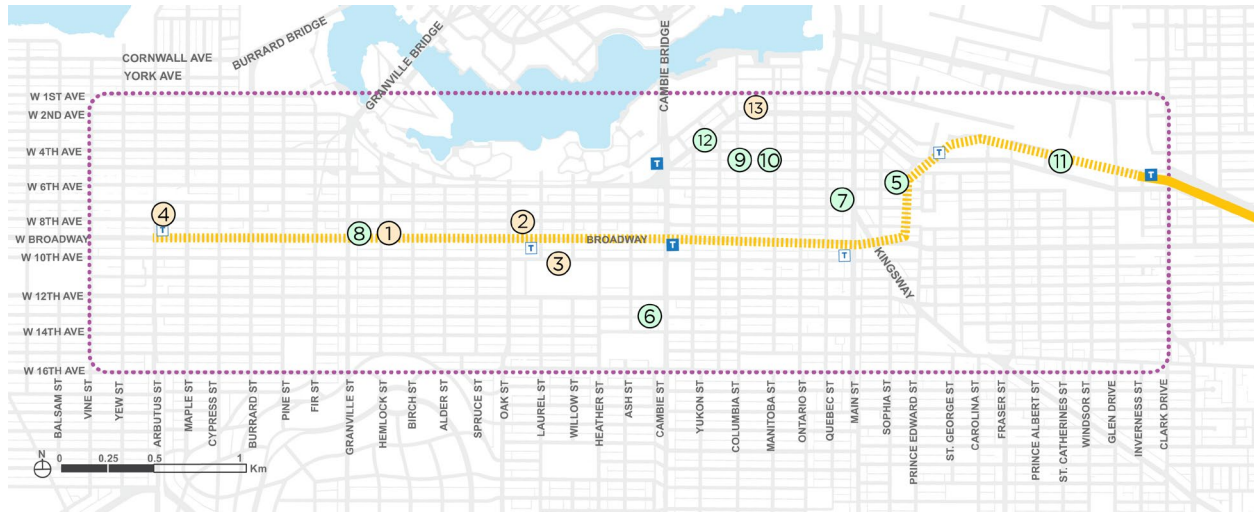 CORNWALL AVE
YORK AVE
BURRARD BRIDGE
GRANVILLE BRIDGE
CAMBIE BRIDGE
W 1ST AVE
W 2ND AVE
W 4TH AVE
W 6TH AVE
W 8TH AVE
W BROADWAY
W 10TH AVE
W 12TH AVE
W 14TH AVE
W 16TH AVE
13
12
9
10
11
5
7
4
8
1
2
3
6
BROADWAY
KINGSWAY
T
T
T
T
T
T
T
BALSAM ST
VINE ST
YEW ST
ARBUTUS ST
MAPLE ST
CYPRESS ST
BURRARD ST
PINE ST
FIR ST
GRANVILLE ST
HEMLOCK ST
BIRCH ST
ALDER ST
SPRUCE ST
OAK ST
LAUREL ST
WILLOW ST
HEATHER ST
ASH ST
CAMBIE ST
YUKON ST
COLUMBIA ST
MANITOBA ST
ONTARIO ST
QUEBEC ST
MAIN ST
SOPHIA ST
PRINCE EDWARD ST
ST. GEORGE ST
CAROLINA ST
FRASER ST
PRINCE ALBERT ST
ST. CATHERINES ST
WINDSOR ST
GLEN DRIVE
INVERNESS ST
CLARK DRIVE
N
0 0.25 0.5 1
Km